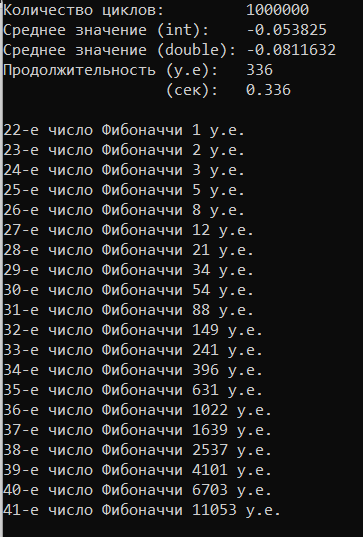 Количество циклов: 1000000
Среднее значение (int): -0.053825
Среднее значение (double): -0.0811632
Продолжительность (у.е): 336
(сек): 0.336
22-е число Фибоначчи 1 у.е.
23-е число Фибоначчи 2 у.е.
24-е число Фибоначчи 3 у.е.
25-е число Фибоначчи 5 у.е.
26-е число Фибоначчи 8 у.е.
27-е число Фибоначчи 12 у.е.
28-е число Фибоначчи 21 у.е.
29-е число Фибоначчи 34 у.е.
30-е число Фибоначчи 54 у.е.
31-е число Фибоначчи 88 у.е.
32-е число Фибоначчи 149 у.е.
33-е число Фибоначчи 241 у.е.
34-е число Фибоначчи 396 у.е.
35-е число Фибоначчи 631 у.е.
36-е число Фибоначчи 1022 у.е.
37-е число Фибоначчи 1639 у.е.
38-е число Фибоначчи 2537 у.е.
39-е число Фибоначчи 4101 у.е.
40-е число Фибоначчи 6703 у.е.
41-е число Фибоначчи 11053 у.е.